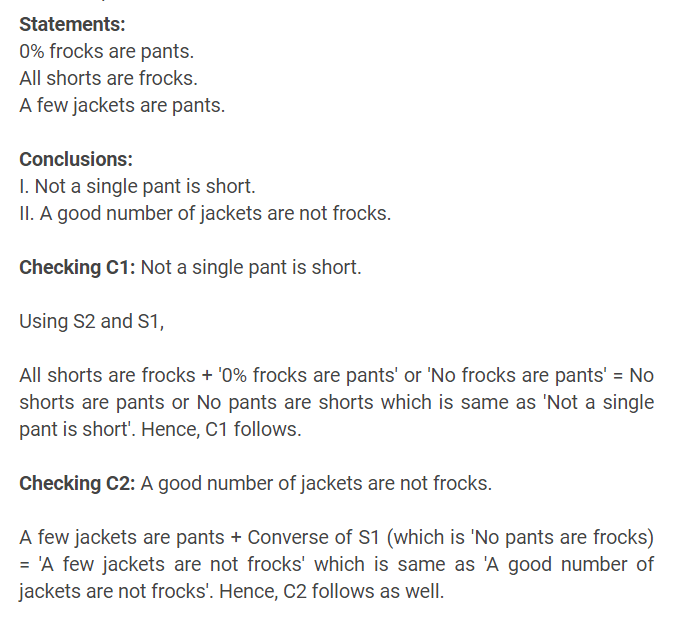 Statements:
0% frocks are pants.
All shorts are frocks.
A few jackets are pants.
Conclusions:
I. Not a single pant is short.
II. A good number of jackets are not frocks.
Checking C1: Not a single pant is short.
Using S2 and S1,
All shorts are frocks + '0% frocks are pants' or 'No frocks are pants' = No
shorts are pants or No pants are shorts which is same as 'Not a single
pant is short'. Hence, C1 follows.
Checking C2: A good number of jackets are not frocks.
A few jackets are pants + Converse of S1 (which is 'No pants are frocks)
= 'A few jackets are not frocks' which is same as 'A good number of
jackets are not frocks'. Hence, C2 follows as well.